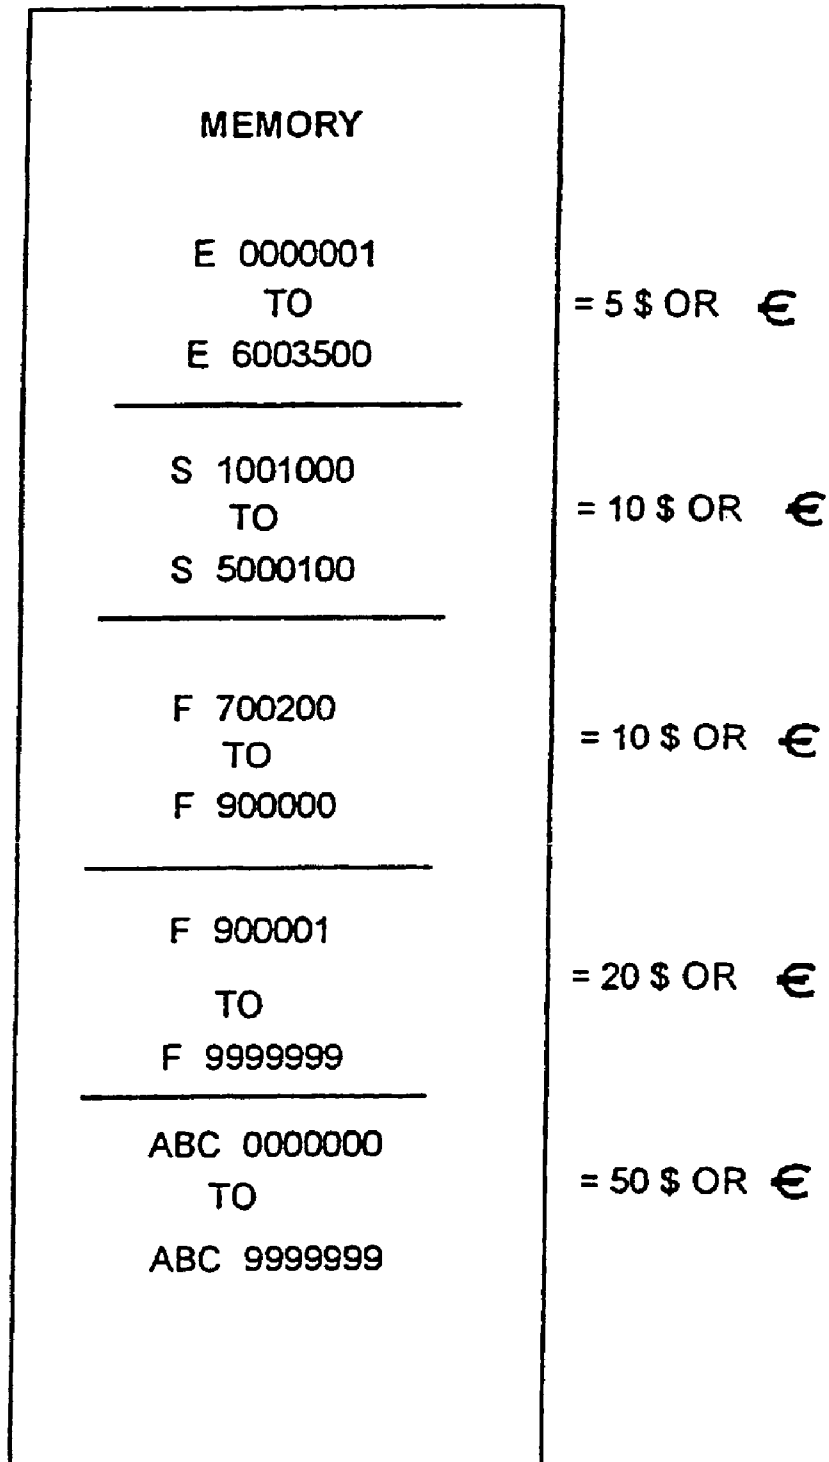 MEMORY
E 0000001
TO
E 6003500
= 5 $ OR €
S 1001000
TO
S 5000100
= 10 $ OR €
F 700200
TO
F 900000
= 10 $ OR €
F 900001
TO
F 9999999
= 20 $ OR €
ABC 0000000
TO
ABC 9999999
= 50 $ OR €